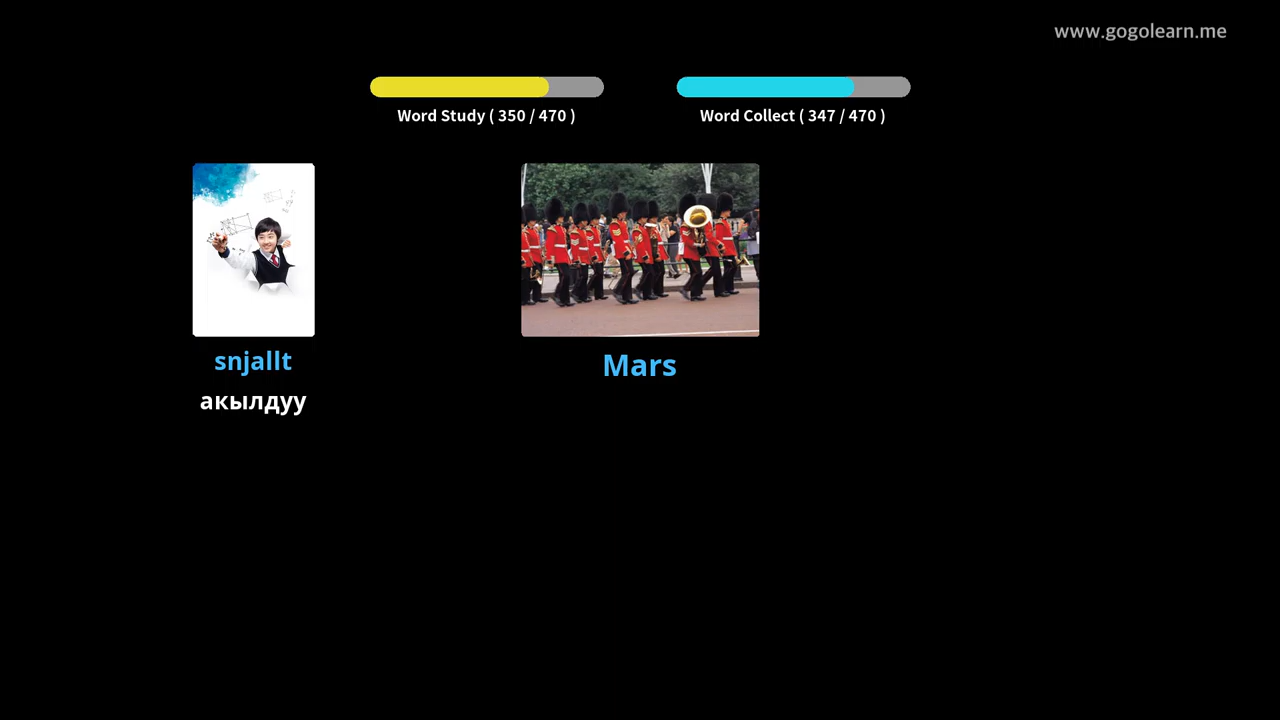 www.gogolearn.me
Word Study ( 350 / 470 )
Word Collect ( 347 / 470 )
snjallt
акылдуу
Mars